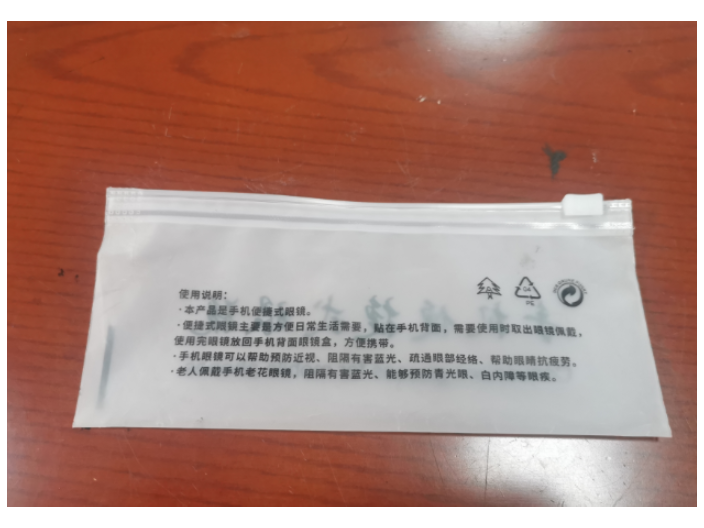 使用说明：
·本产品是手机便捷式眼镜。
·便捷式眼镜主要是方便日常生活需要，贴在手机背面，需要使用时取出眼镜佩戴，
使用完眼镜放回手机背面眼镜盒，方便携带。
·手机眼镜可以帮助预防近视、阻隔有害蓝光、疏通眼部经络、帮助眼睛抗疲劳。
·老人佩戴手机老花眼镜，阻隔有害蓝光、能够预防青光眼、白内障等眼疾。
04
PE